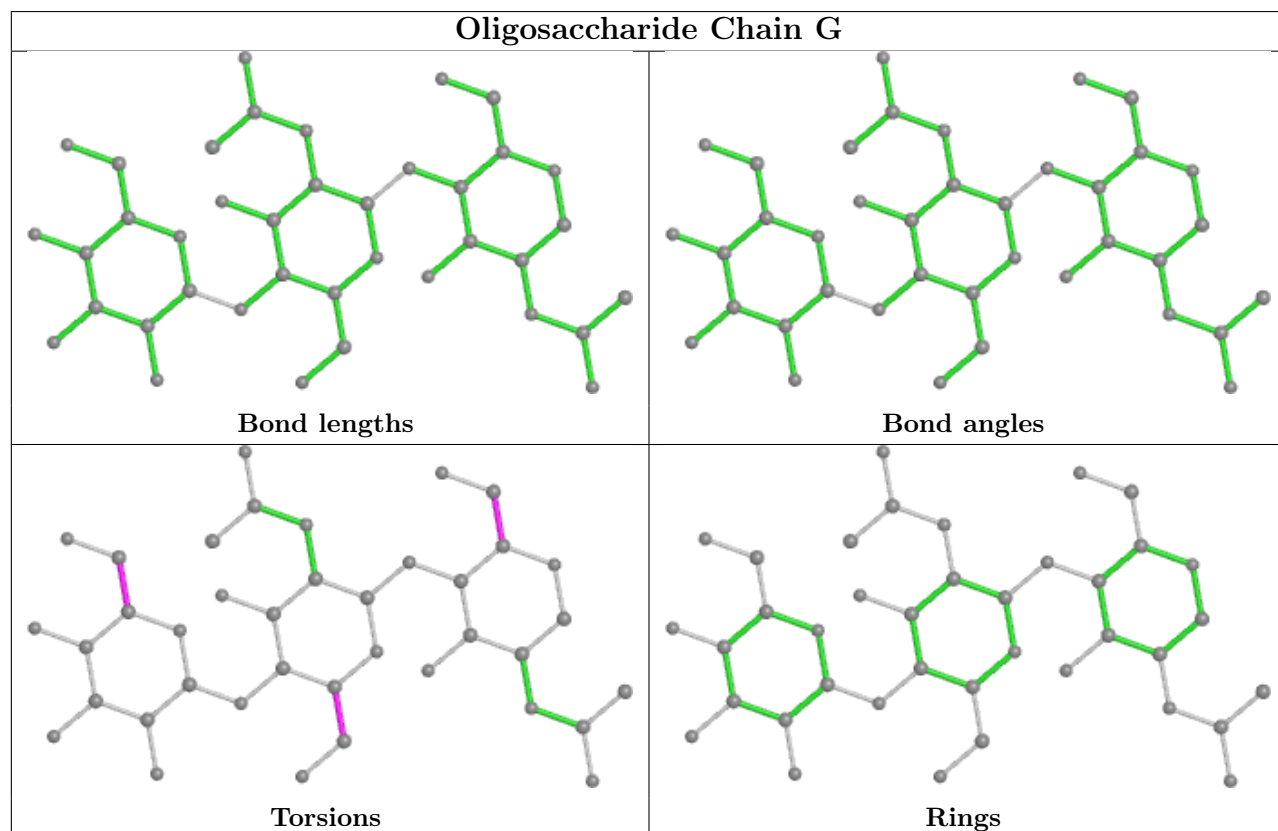 Oligosaccharide Chain G
Bond lengths
Bond angles
Torsions
Rings